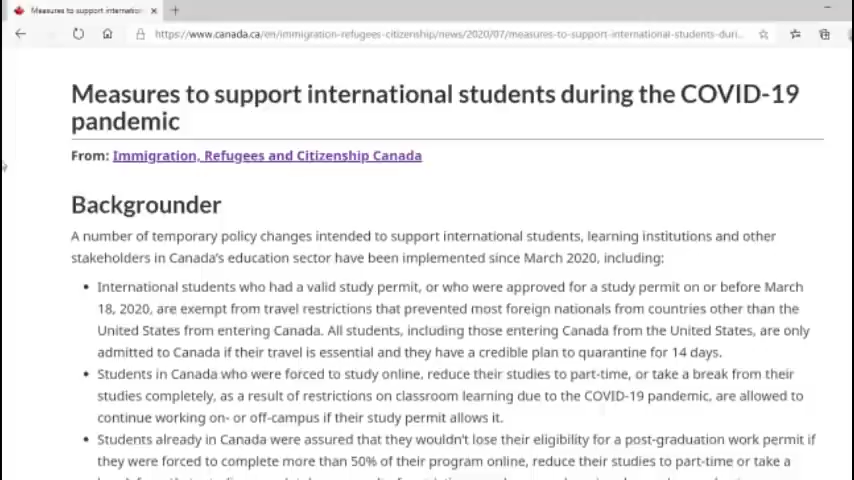 Measures to support internation
https://www.canada.ca/en/immigration-refugees-citizenship/news/2020/07/measures-to-support-international-students-duri...
Measures to support international students during the COVID-19
pandemic
From: Immigration, Refugees and Citizenship Canada
Backgrounder
A number of temporary policy changes intended to support international students, learning institutions and other
stakeholders in Canada's education sector have been implemented since March 2020, including:
• International students who had a valid study permit, or who were approved for a study permit on or before March
18, 2020, are exempt from travel restrictions that prevented most foreign nationals from countries other than the
United States from entering Canada. All students, including those entering Canada from the United States, are only
admitted to Canada if their travel is essential and they have a credible plan to quarantine for 14 days.
• Students in Canada who were forced to study online, reduce their studies to part-time, or take a break from their
studies completely, as a result of restrictions on classroom learning due to the COVID-19 pandemic, are allowed to
continue working on- or off-campus if their study permit allows it.
• Students already in Canada were assured that they wouldn't lose their eligibility for a post-graduation work permit if
they were forced to complete more than 50% of their program online, reduce their studies to part-time or take a